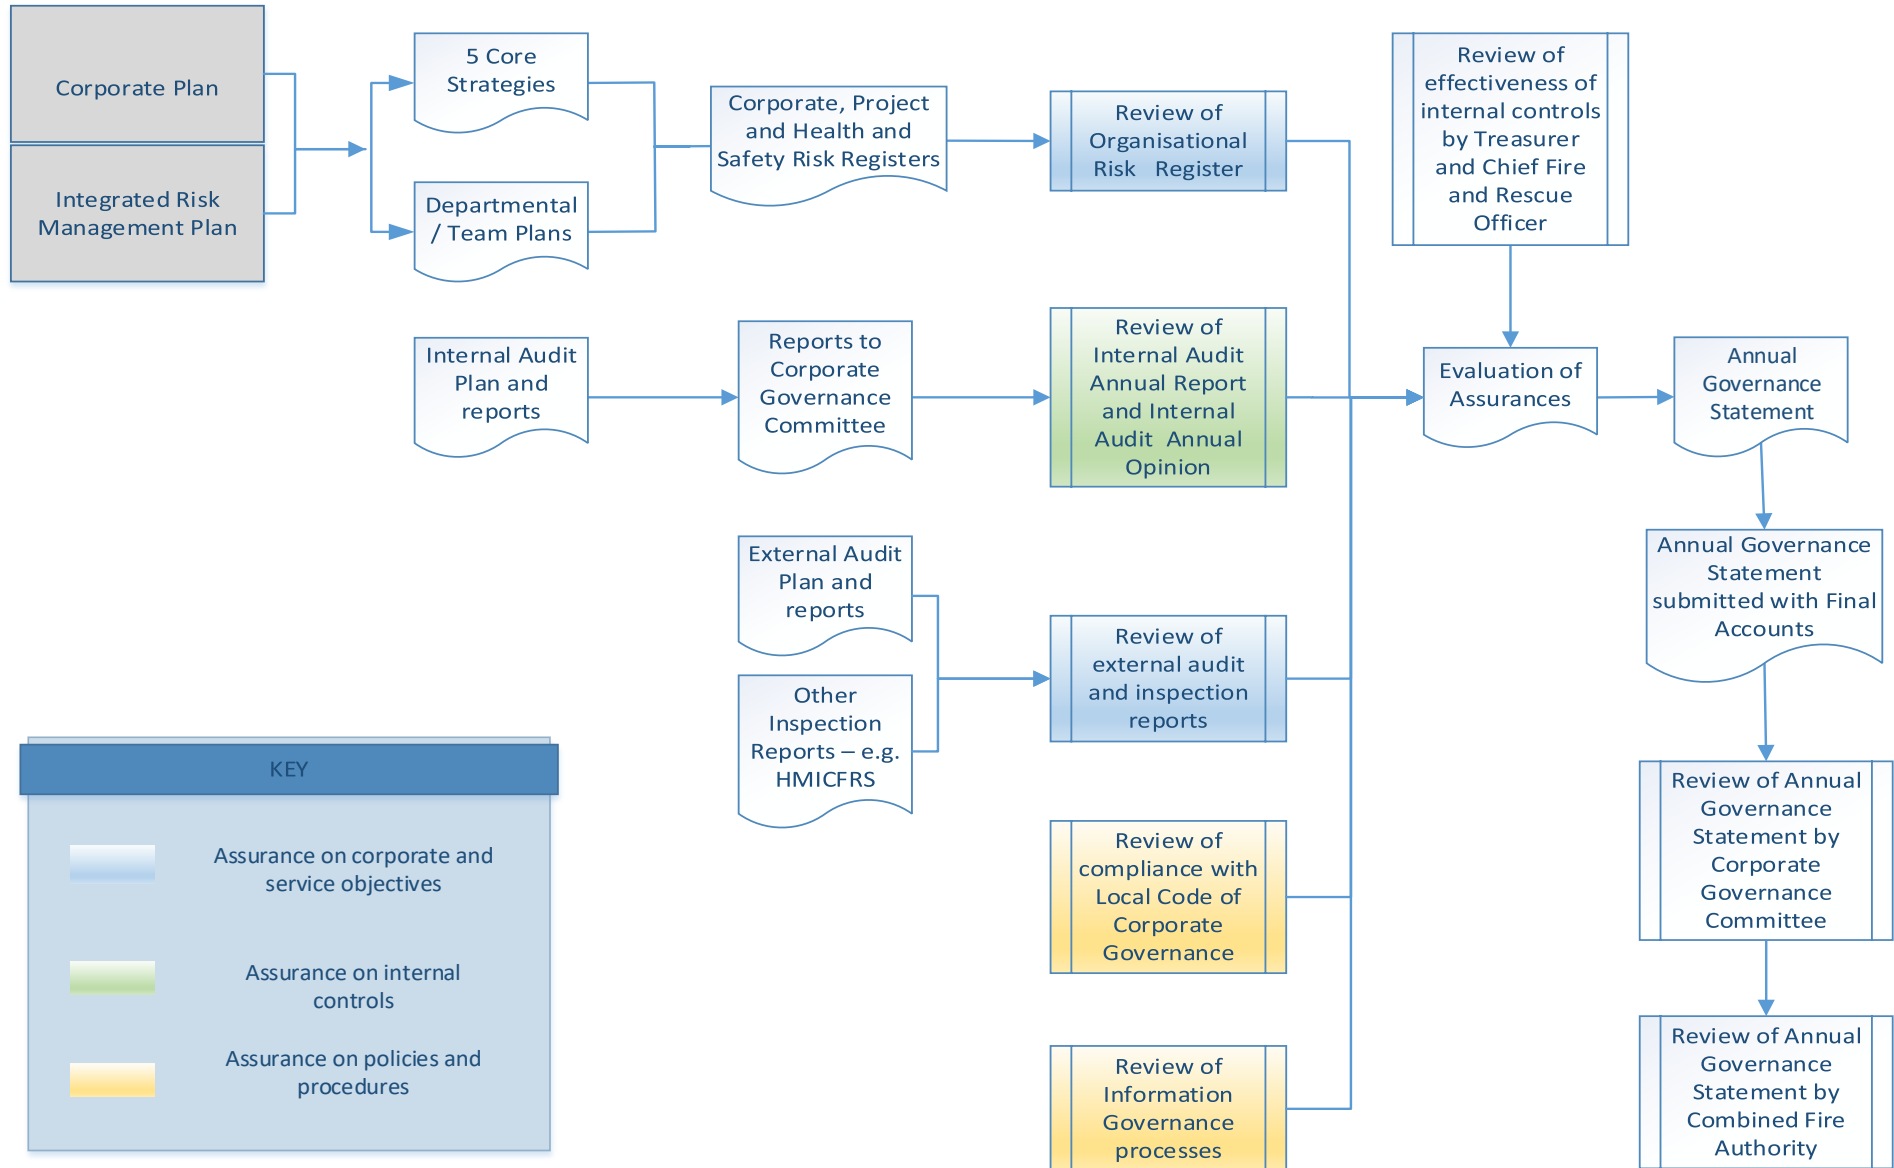 Corporate Plan
Integrated Risk
Management Plan
5 Core
Strategies
Departmental
/ Team Plans
Corporate, Project
and Health and
Safety Risk Registers
Review of
Organisational
Risk Register
Review of
effectiveness of
internal controls
by Treasurer
and Chief Fire
and Rescue
Officer
Internal Audit
Plan and
reports
Reports to
Corporate
Governance
Committee
Review of
Internal Audit
Annual Report
and Internal
Audit Annual
Opinion
Evaluation of
Assurances
Annual
Governance
Statement
External Audit
Plan and
reports
Other
Inspection
Reports – e.g.
HMICFRS
Review of
external audit
and inspection
reports
Annual Governance
Statement
submitted with Final
Accounts
Review of
compliance with
Local Code of
Corporate
Governance
Review of Annual
Governance
Statement by
Corporate
Governance
Committee
Review of
Information
Governance
processes
Review of Annual
Governance
Statement by
Combined Fire
Authority
KEY
Assurance on corporate and
service objectives
Assurance on internal
controls
Assurance on policies and
procedures